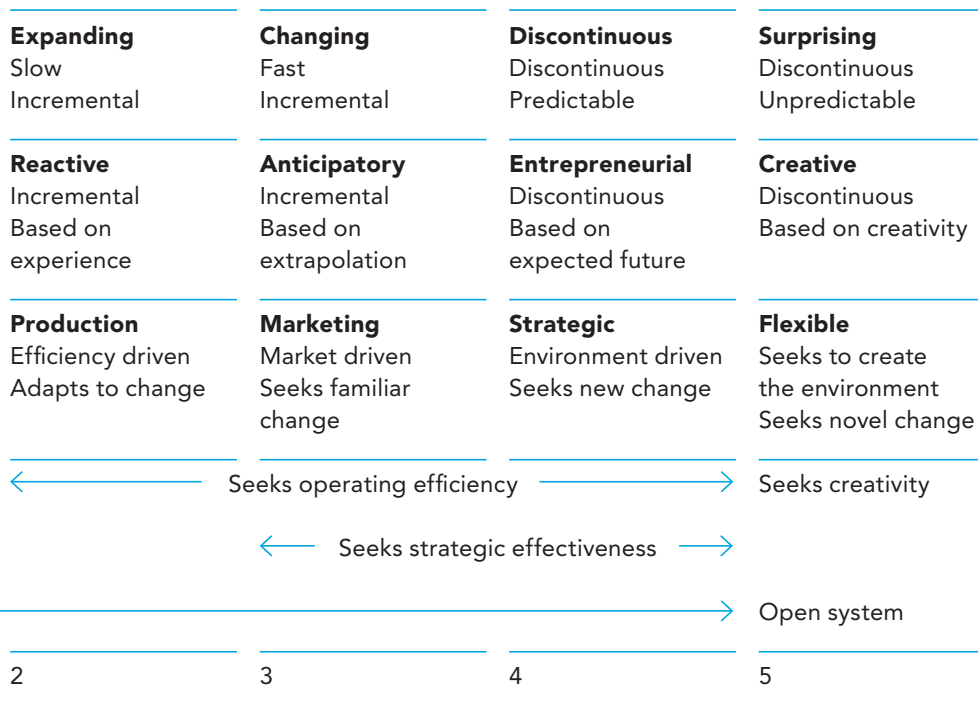 Expanding Changing Discontinuous Surprising
Slow Fast Discontinuous Discontinuous
Incremental Incremental Predictable Unpredictable
Reactive Anticipatory Entrepreneurial Creative
Incremental Incremental Discontinuous Discontinuous
Based on Based on Based on Based on creativity
experience extrapolation expected future
Production Marketing Strategic Flexible
Efficiency driven Market driven Environment driven Seeks to create
Adapts to change Seeks familiar Seeks new change the environment
change Seeks novel change
Seeks operating efficiency Seeks creativity
Seeks strategic effectiveness
Open system
2 3 4 5